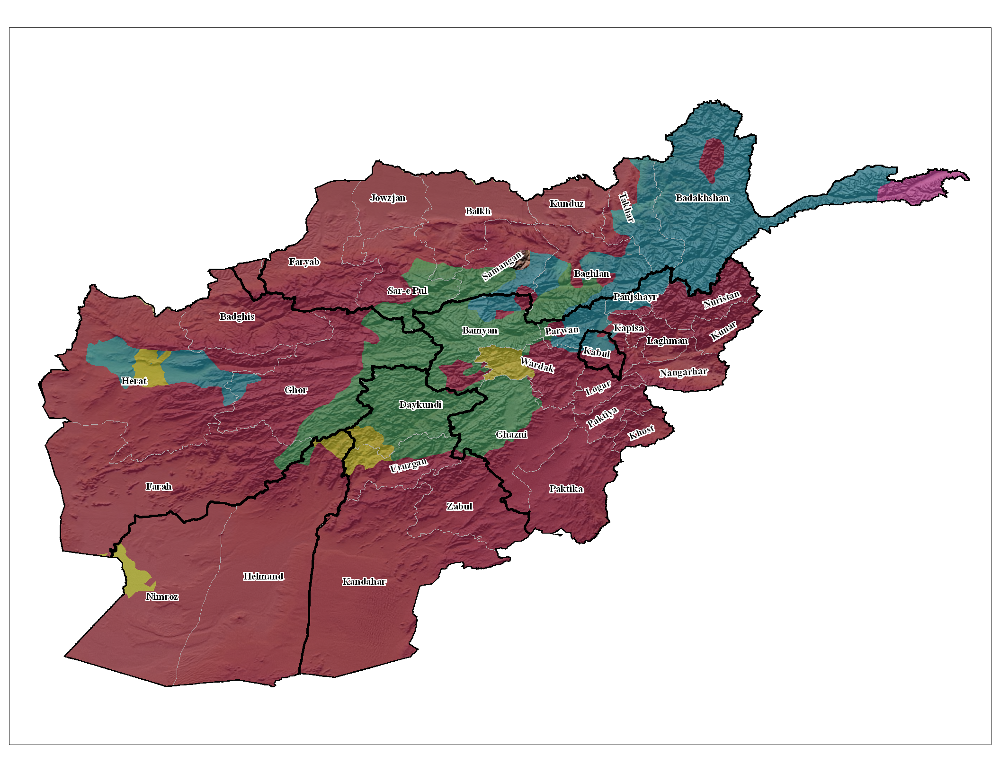 Jowzjan
Balkh
Kunduz
Takhar
Badakhshan
Faryab
Samangan
Baghlan
Sar-e Pul
Panjshayr
Nuristan
Badghis
Bamyan
Parwan
Kapisa
Kunar
Laghman
Kabul
Wardak
Nangarhar
Herat
Ghor
Logar
Daykundi
Paktiya
Ghazni
Khost
Uruzgan
Farah
Paktika
Zabul
Helmand
Kandahar
Nimroz